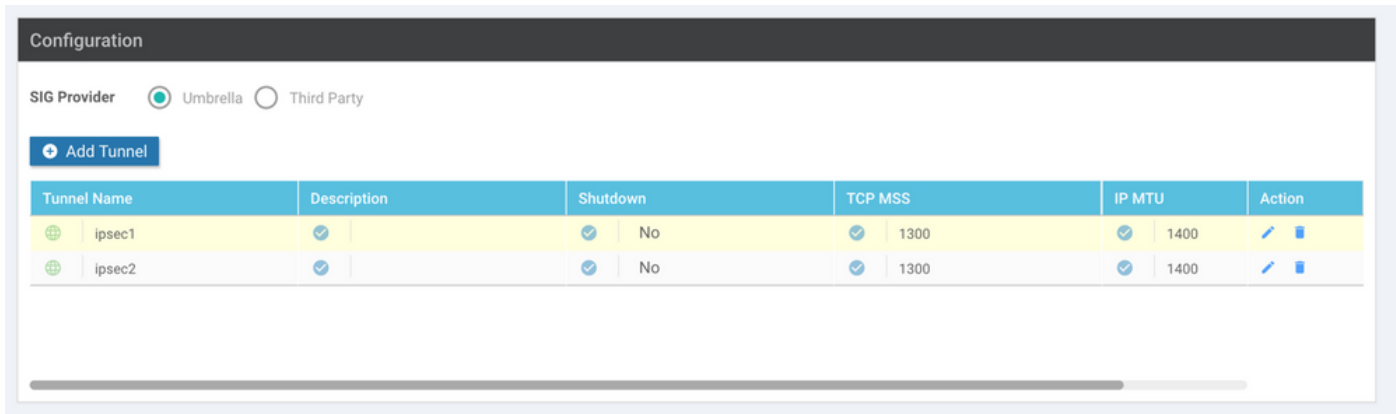 Configuration
SIG Provider Umbrella Third Party
Add Tunnel
Tunnel Name Description Shutdown TCP MSS IP MTU Action
ipsec1 No 1300 1400
ipsec2 No 1300 1400